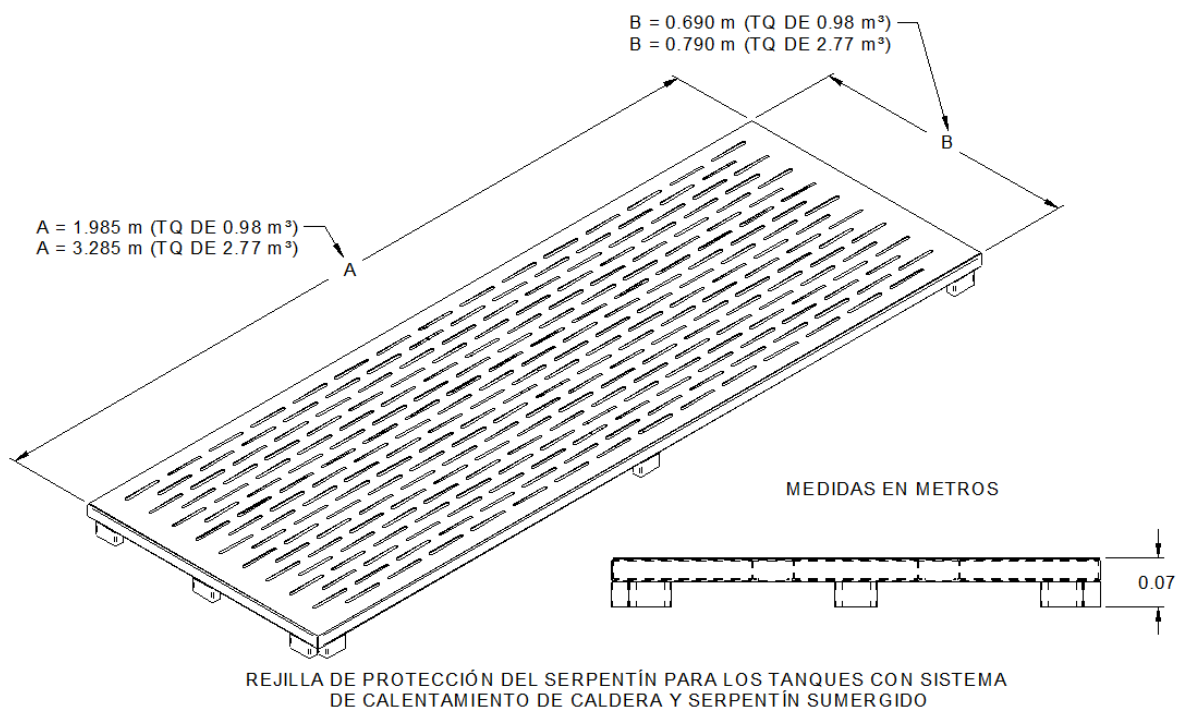 B = 0.690 m (TQ DE 0.98 m³)
B = 0.790 m (TQ DE 2.77 m³)
B
A = 1.985 m (TQ DE 0.98 m³)
A = 3.285 m (TQ DE 2.77 m³)
A
MEDIDAS EN METROS
0.07
REJILLA DE PROTECCIÓN DEL SERPENTÍN PARA LOS TANQUES CON SISTEMA
DE CALENTAMIENTO DE CALDERA Y SERPENTÍN SUMERGIDO